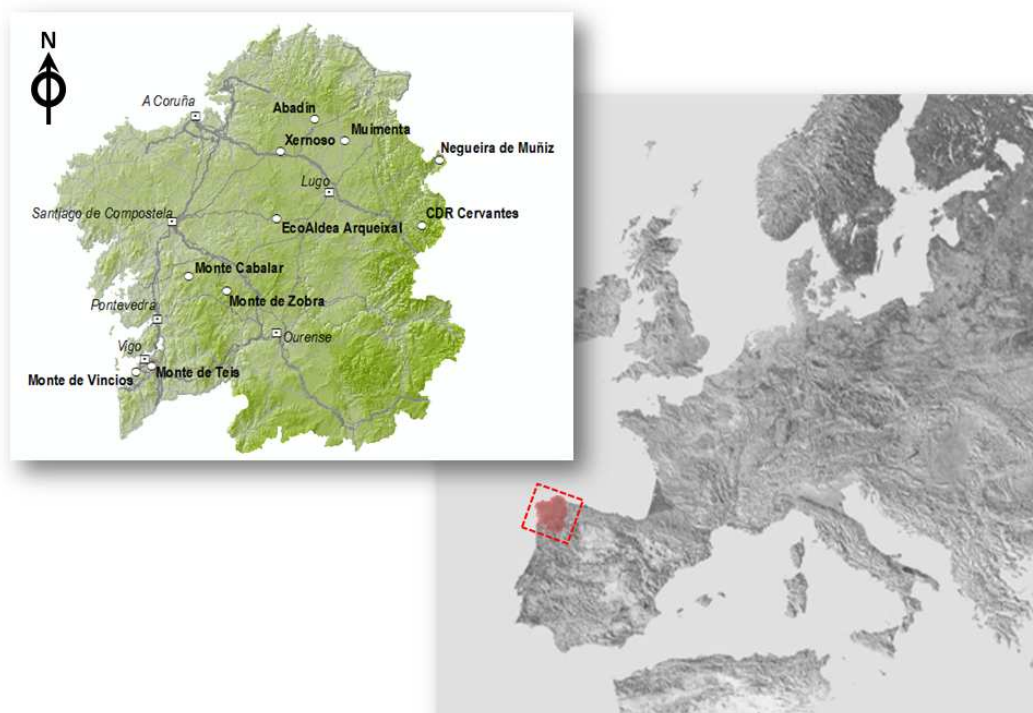 N
A Coruña
Abadín
Muimenta
Xernoso
Negueira de Muñiz
Lugo
Santiago de Compostela
CDR Cervantes
EcoAldea Arqueixal
Monte Cabalar
Monte de Zobra
Pontevedra
Ourense
Vigo
Monte de Teis
Monte de Vincios